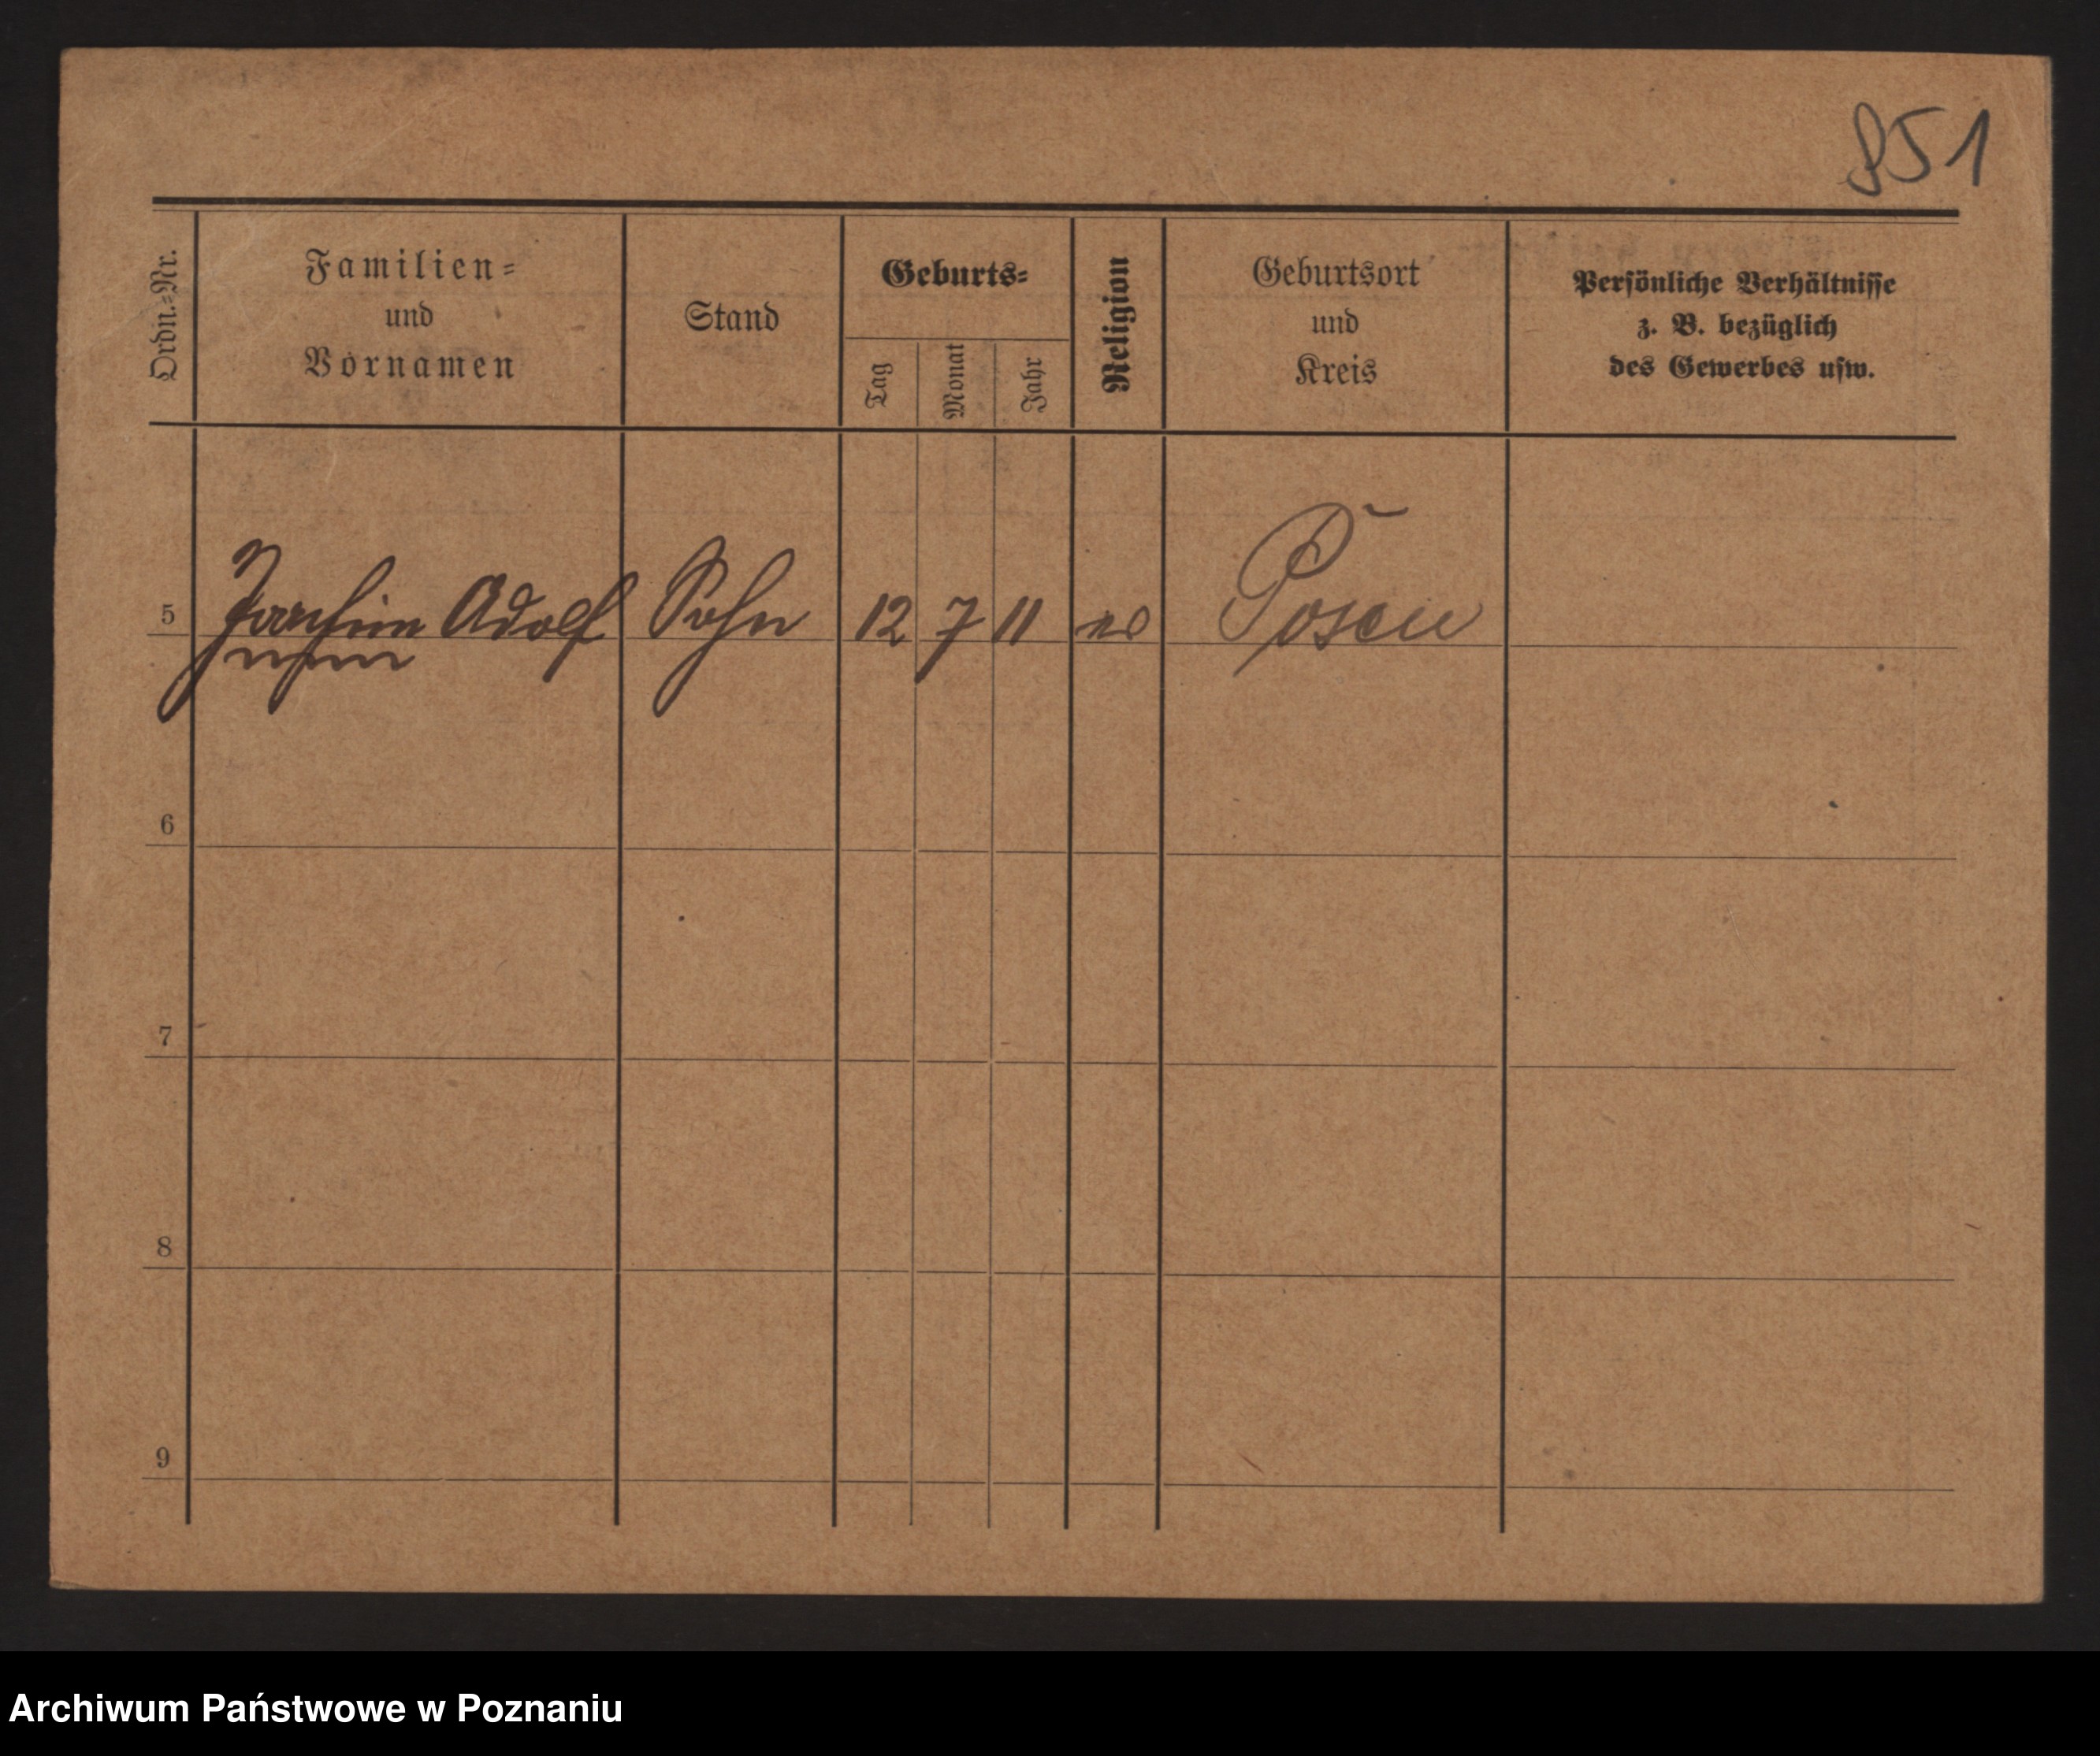 851
Ordn.=Nr.
Familien=
und
Vornamen
Stand
Geburts=
Tag
Monat
Jahr
Religion
Geburtsort
und
Kreis
Persönliche Verhältnisse
z. B. bezüglich
des Gewerbes usw.
5 Joachim Adolf Sohn 12 7 11 Posen
6
7
8
9
Archiwum Państwowe w Poznaniu